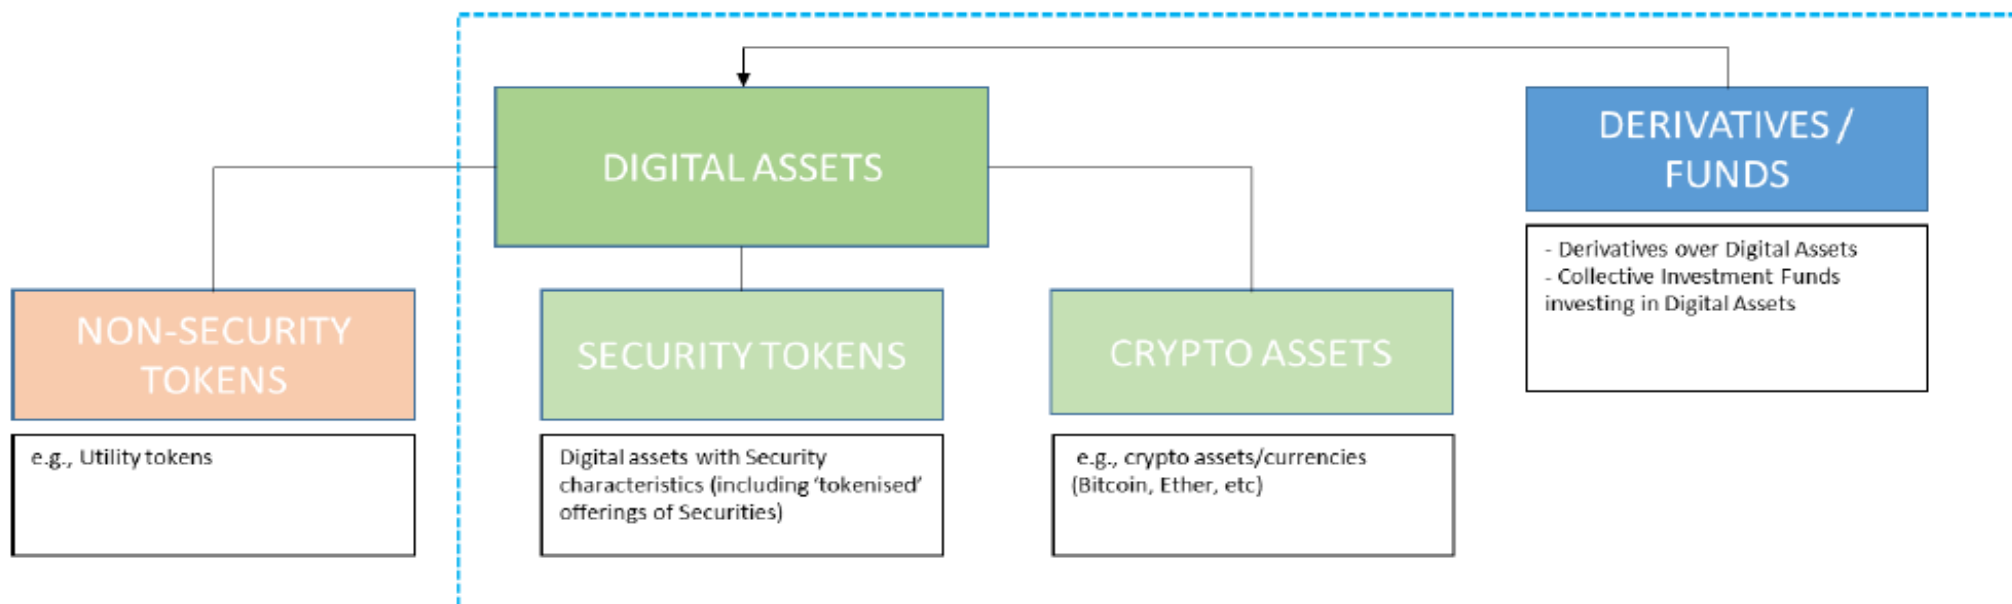 DIGITAL ASSETS
DERIVATIVES /
FUNDS
- Derivatives over Digital Assets
- Collective Investment Funds
investing in Digital Assets
NON-SECURITY
TOKENS
e.g., Utility tokens
SECURITY TOKENS
Digital assets with Security
characteristics (including ‘tokenised’
offerings of Securities)
CRYPTO ASSETS
e.g., crypto assets/currencies
(Bitcoin, Ether, etc)